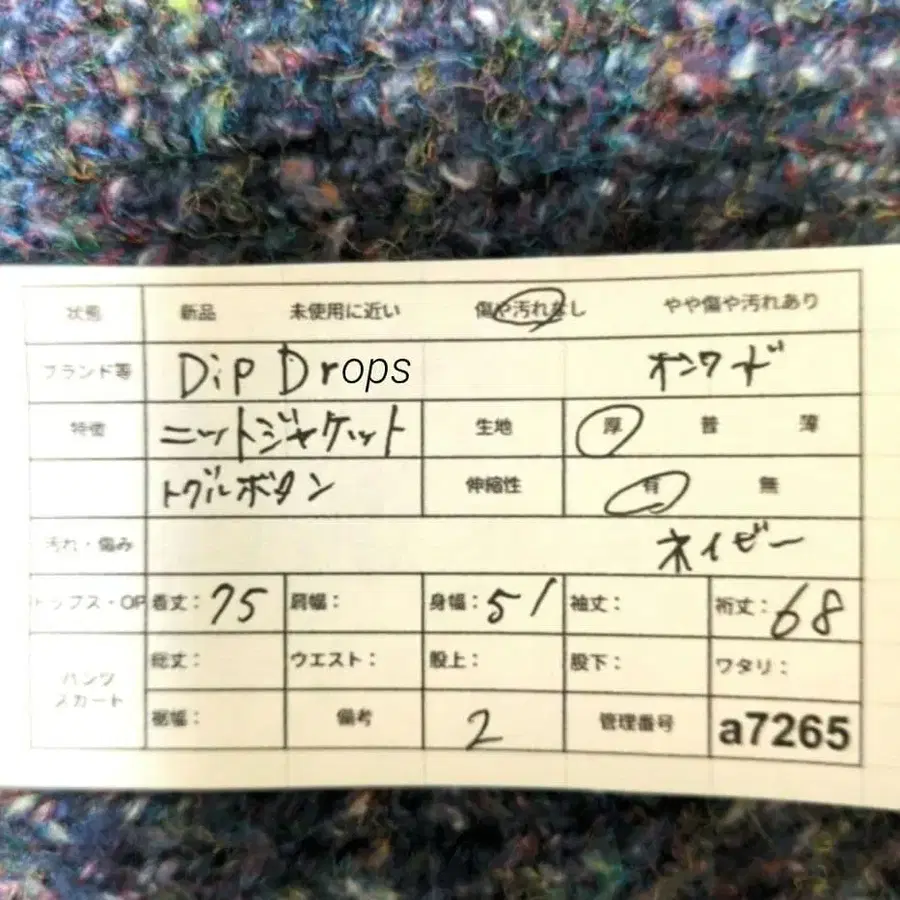 状態 新品 未使用に近い 傷や汚れなし やや傷や汚れあり
ブランド等 Dip Drops オンワード
特徴 ニットジャケット 生地 厚 普 薄
トグルボタン 伸縮性 有 無
汚れ・傷み ネイビー
トップス・OP 着丈: 75 肩幅: 身幅: 51 袖丈: 裄丈: 68
パンツ スカート 総丈: ウエスト: 股上: 股下: ワタリ:
裾幅: 備考 2 管理番号 a7265